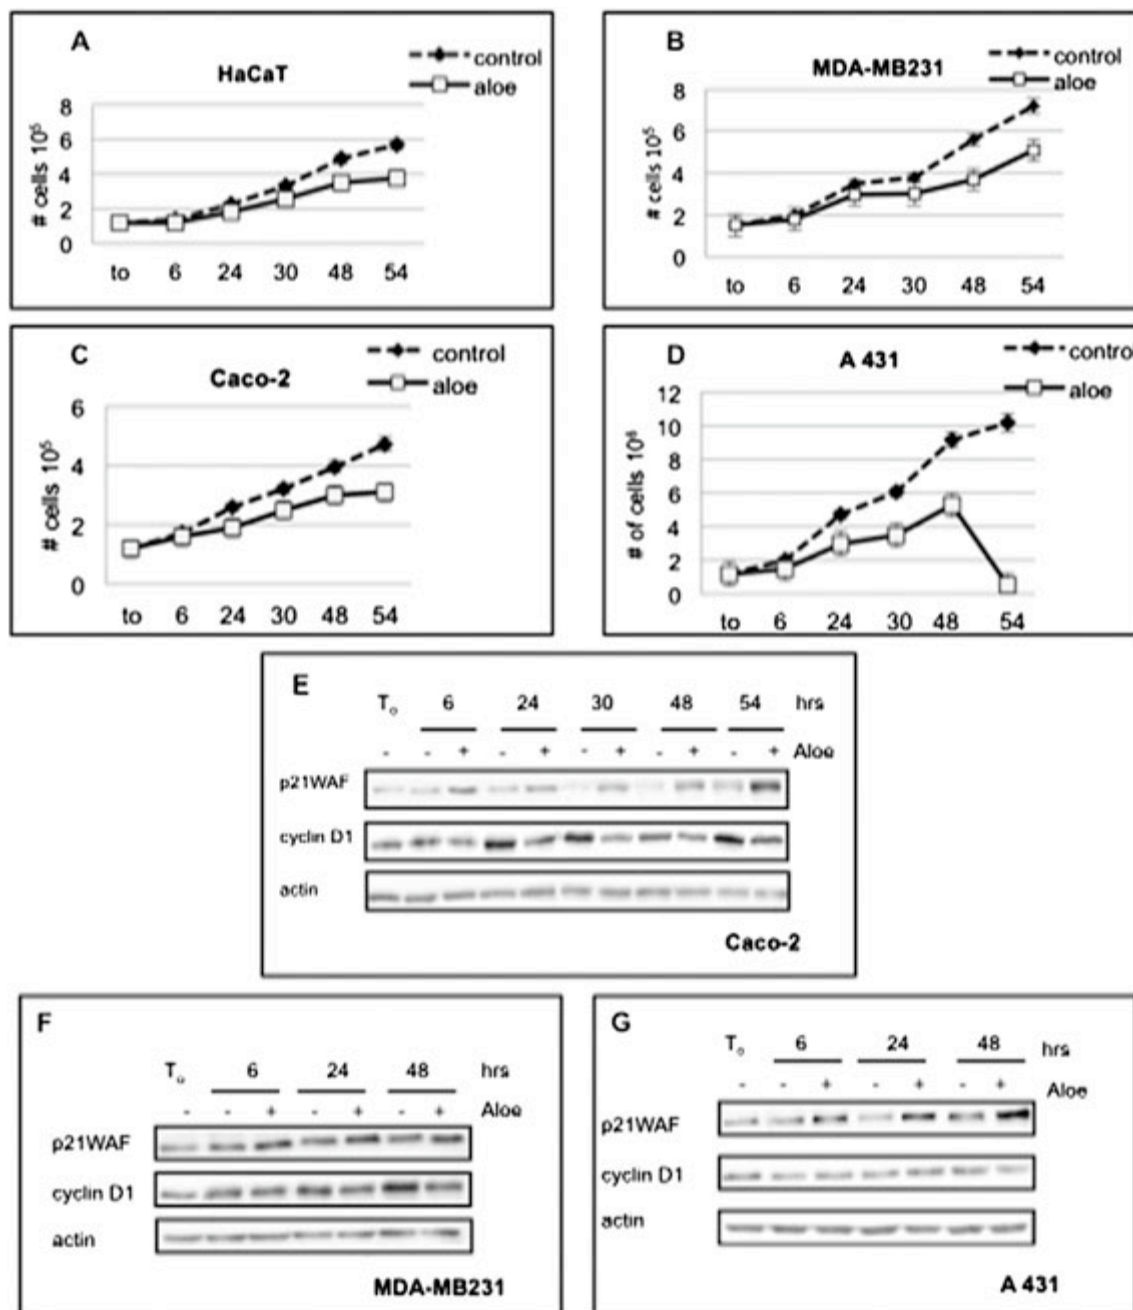 A
HaCaT
control
aloe
# cells 10⁵
8
6
4
2
0
to 6 24 30 48 54
B
MDA-MB231
control
aloe
# cells 10⁵
8
6
4
2
0
to 6 24 30 48 54
C
Caco-2
control
aloe
# cells 10⁵
6
4
2
0
to 6 24 30 48 54
D
A 431
control
aloe
# of cells 10⁶
12
10
8
6
4
2
0
to 6 24 30 48 54
E
T₀ 6 24 30 48 54 hrs
- - + - + - + - + - + Aloe
p21WAF
cyclin D1
actin
Caco-2
F
T₀ 6 24 48 hrs
- - + - + - + Aloe
p21WAF
cyclin D1
actin
MDA-MB231
G
T₀ 6 24 48 hrs
- - + - + - + Aloe
p21WAF
cyclin D1
actin
A 431